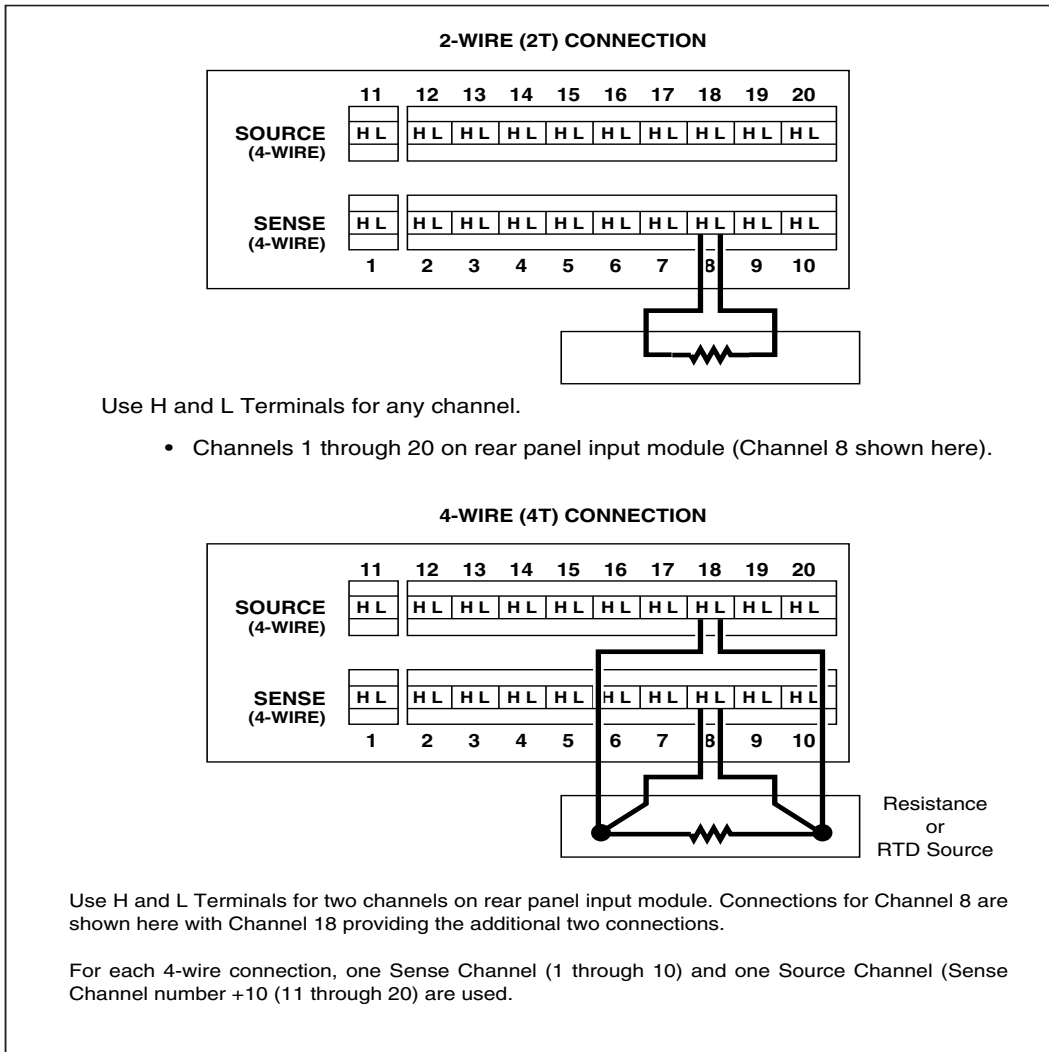 2-WIRE (2T) CONNECTION
11 12 13 14 15 16 17 18 19 20
SOURCE H L H L H L H L H L H L H L H L H L H L
(4-WIRE)
SENSE H L H L H L H L H L H L H L H L H L H L
(4-WIRE)
1 2 3 4 5 6 7 8 9 10
Use H and L Terminals for any channel.
• Channels 1 through 20 on rear panel input module (Channel 8 shown here).
4-WIRE (4T) CONNECTION
11 12 13 14 15 16 17 18 19 20
SOURCE H L H L H L H L H L H L H L H L H L H L
(4-WIRE)
SENSE H L H L H L H L H L H L H L H L H L H L
(4-WIRE)
1 2 3 4 5 6 7 8 9 10
Resistance
or
RTD Source
Use H and L Terminals for two channels on rear panel input module. Connections for Channel 8 are
shown here with Channel 18 providing the additional two connections.
For each 4-wire connection, one Sense Channel (1 through 10) and one Source Channel (Sense
Channel number +10 (11 through 20) are used.